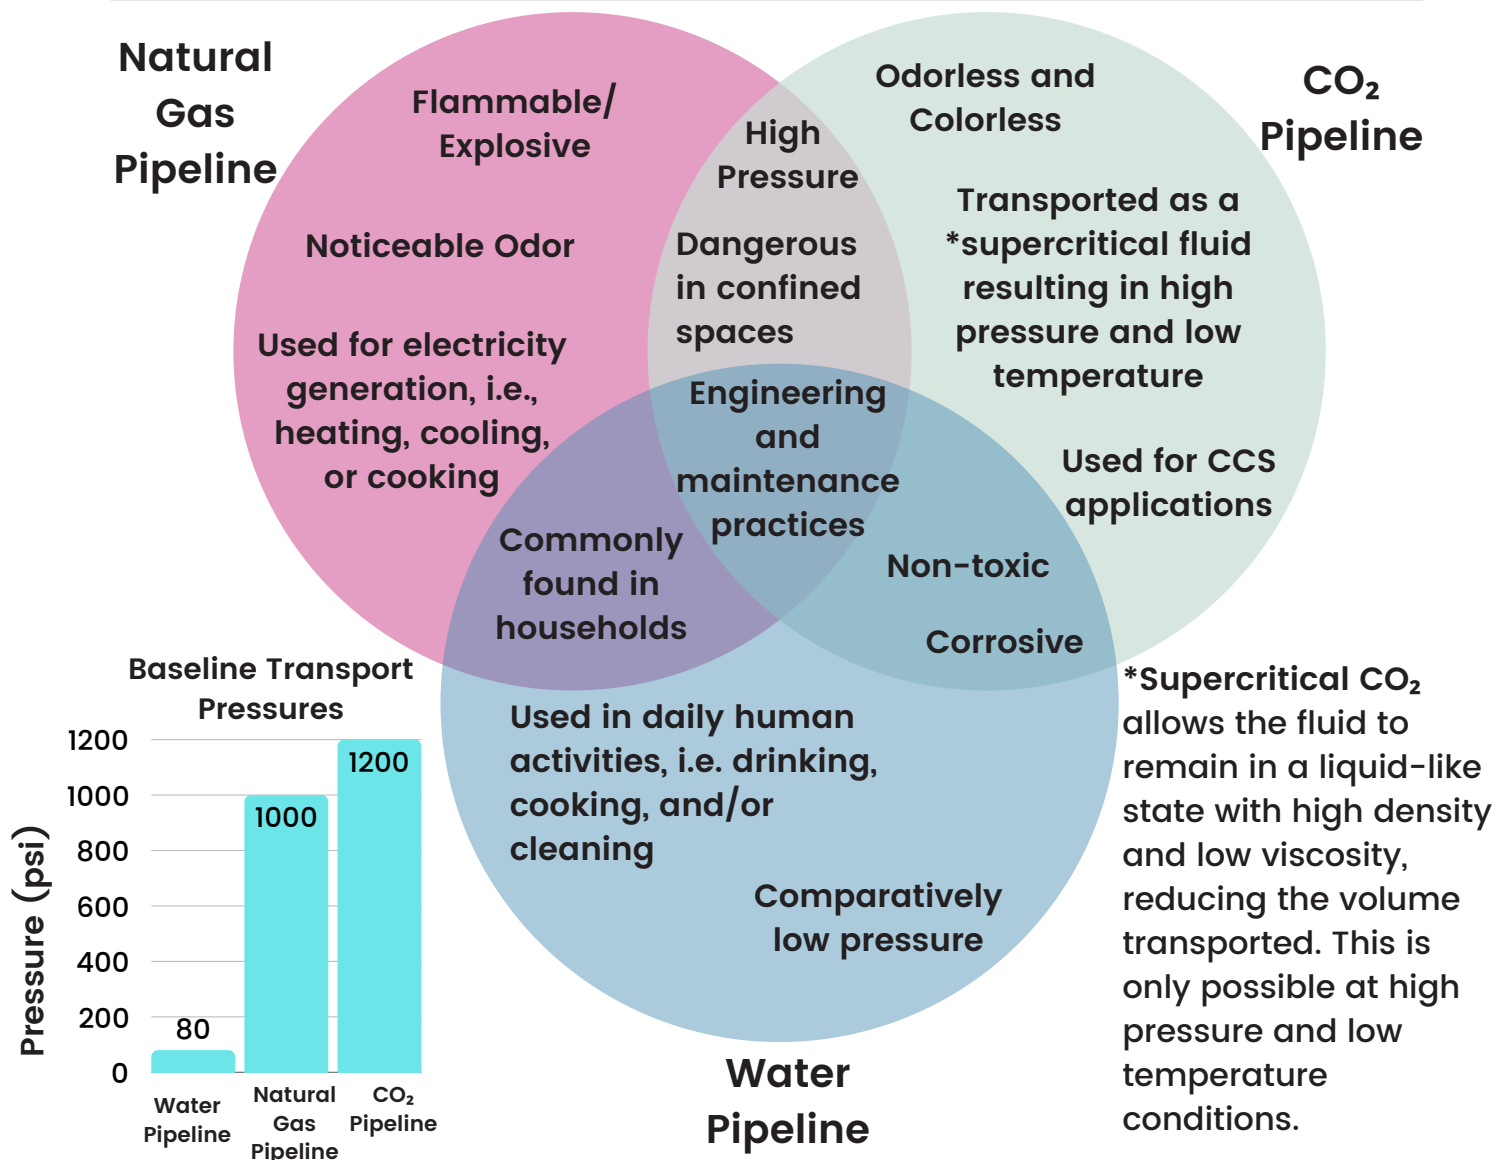 Natural
Gas
Pipeline
Flammable/
Explosive
Noticeable Odor
Used for electricity
generation, i.e.,
heating, cooling,
or cooking
High
Pressure
Dangerous
in confined
spaces
Odorless and
Colorless
CO₂
Pipeline
Transported as a
*supercritical fluid
resulting in high
pressure and low
temperature
Used for CCS
applications
Engineering
and
maintenance
practices
Commonly
found in
households
Non-toxic
Corrosive
Used in daily human
activities, i.e. drinking,
cooking, and/or
cleaning
Comparatively
low pressure
Water
Pipeline
Baseline Transport
Pressures
Pressure (psi)
1200
1000
800
600
400
200
0
80
1000
1200
Water
Pipeline
Natural
Gas
Pipeline
CO₂
Pipeline
*Supercritical CO₂
allows the fluid to
remain in a liquid-like
state with high density
and low viscosity,
reducing the volume
transported. This is
only possible at high
pressure and low
temperature
conditions.